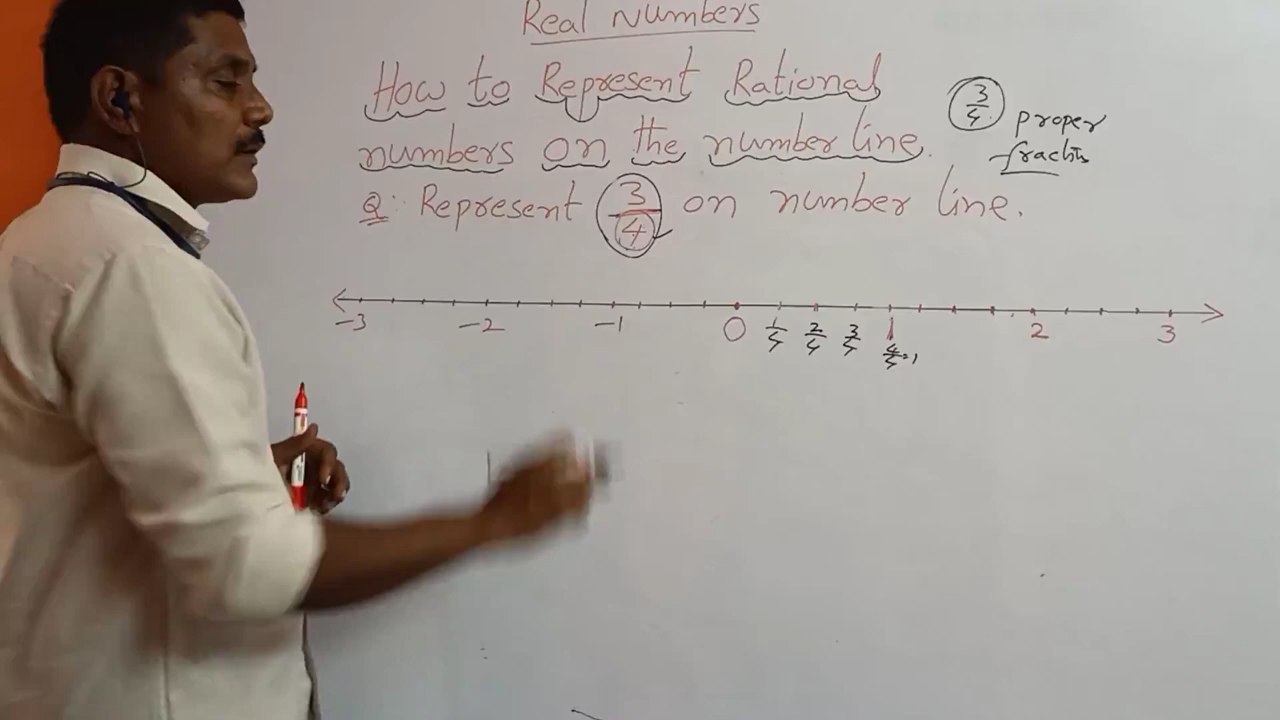 Real Numbers
How to Represent Rational
numbers on the number line.
3/4 proper
Q: Represent 3/4 on number line.
-3 -2 -1 0 1/4 2/4 3/4 1 2 3
4/4=1